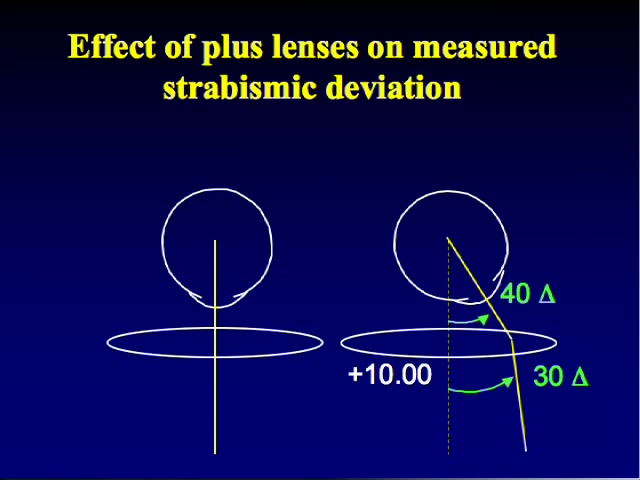 Effect of plus lenses on measured
strabismic deviation
40 Δ
+10.00
30 Δ